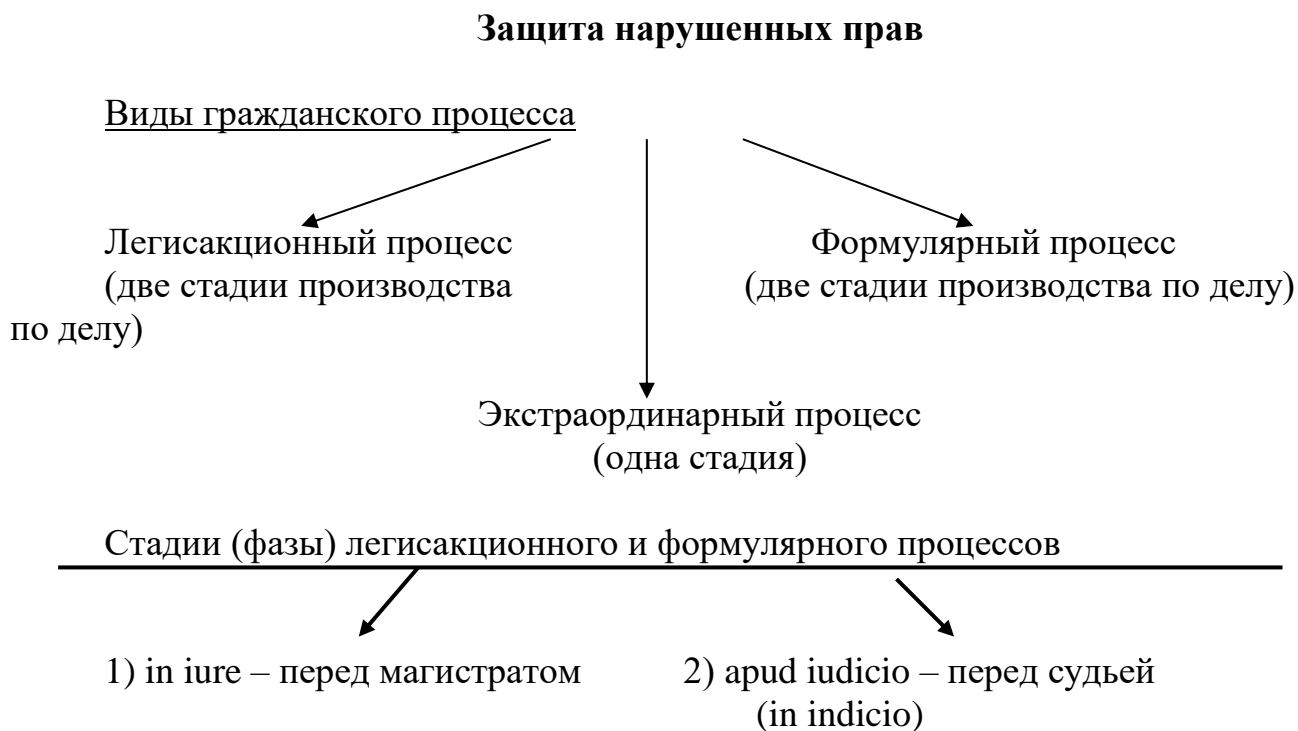 Защита нарушенных прав
Виды гражданского процесса
Легисакционный процесс
(две стадии производства
по делу)
Формулярный процесс
(две стадии производства по делу)
Экстраординарный процесс
(одна стадия)
Стадии (фазы) легисакционного и формулярного процессов
1) in iure – перед магистратом
2) apud iudicio – перед судьей
(in indicio)